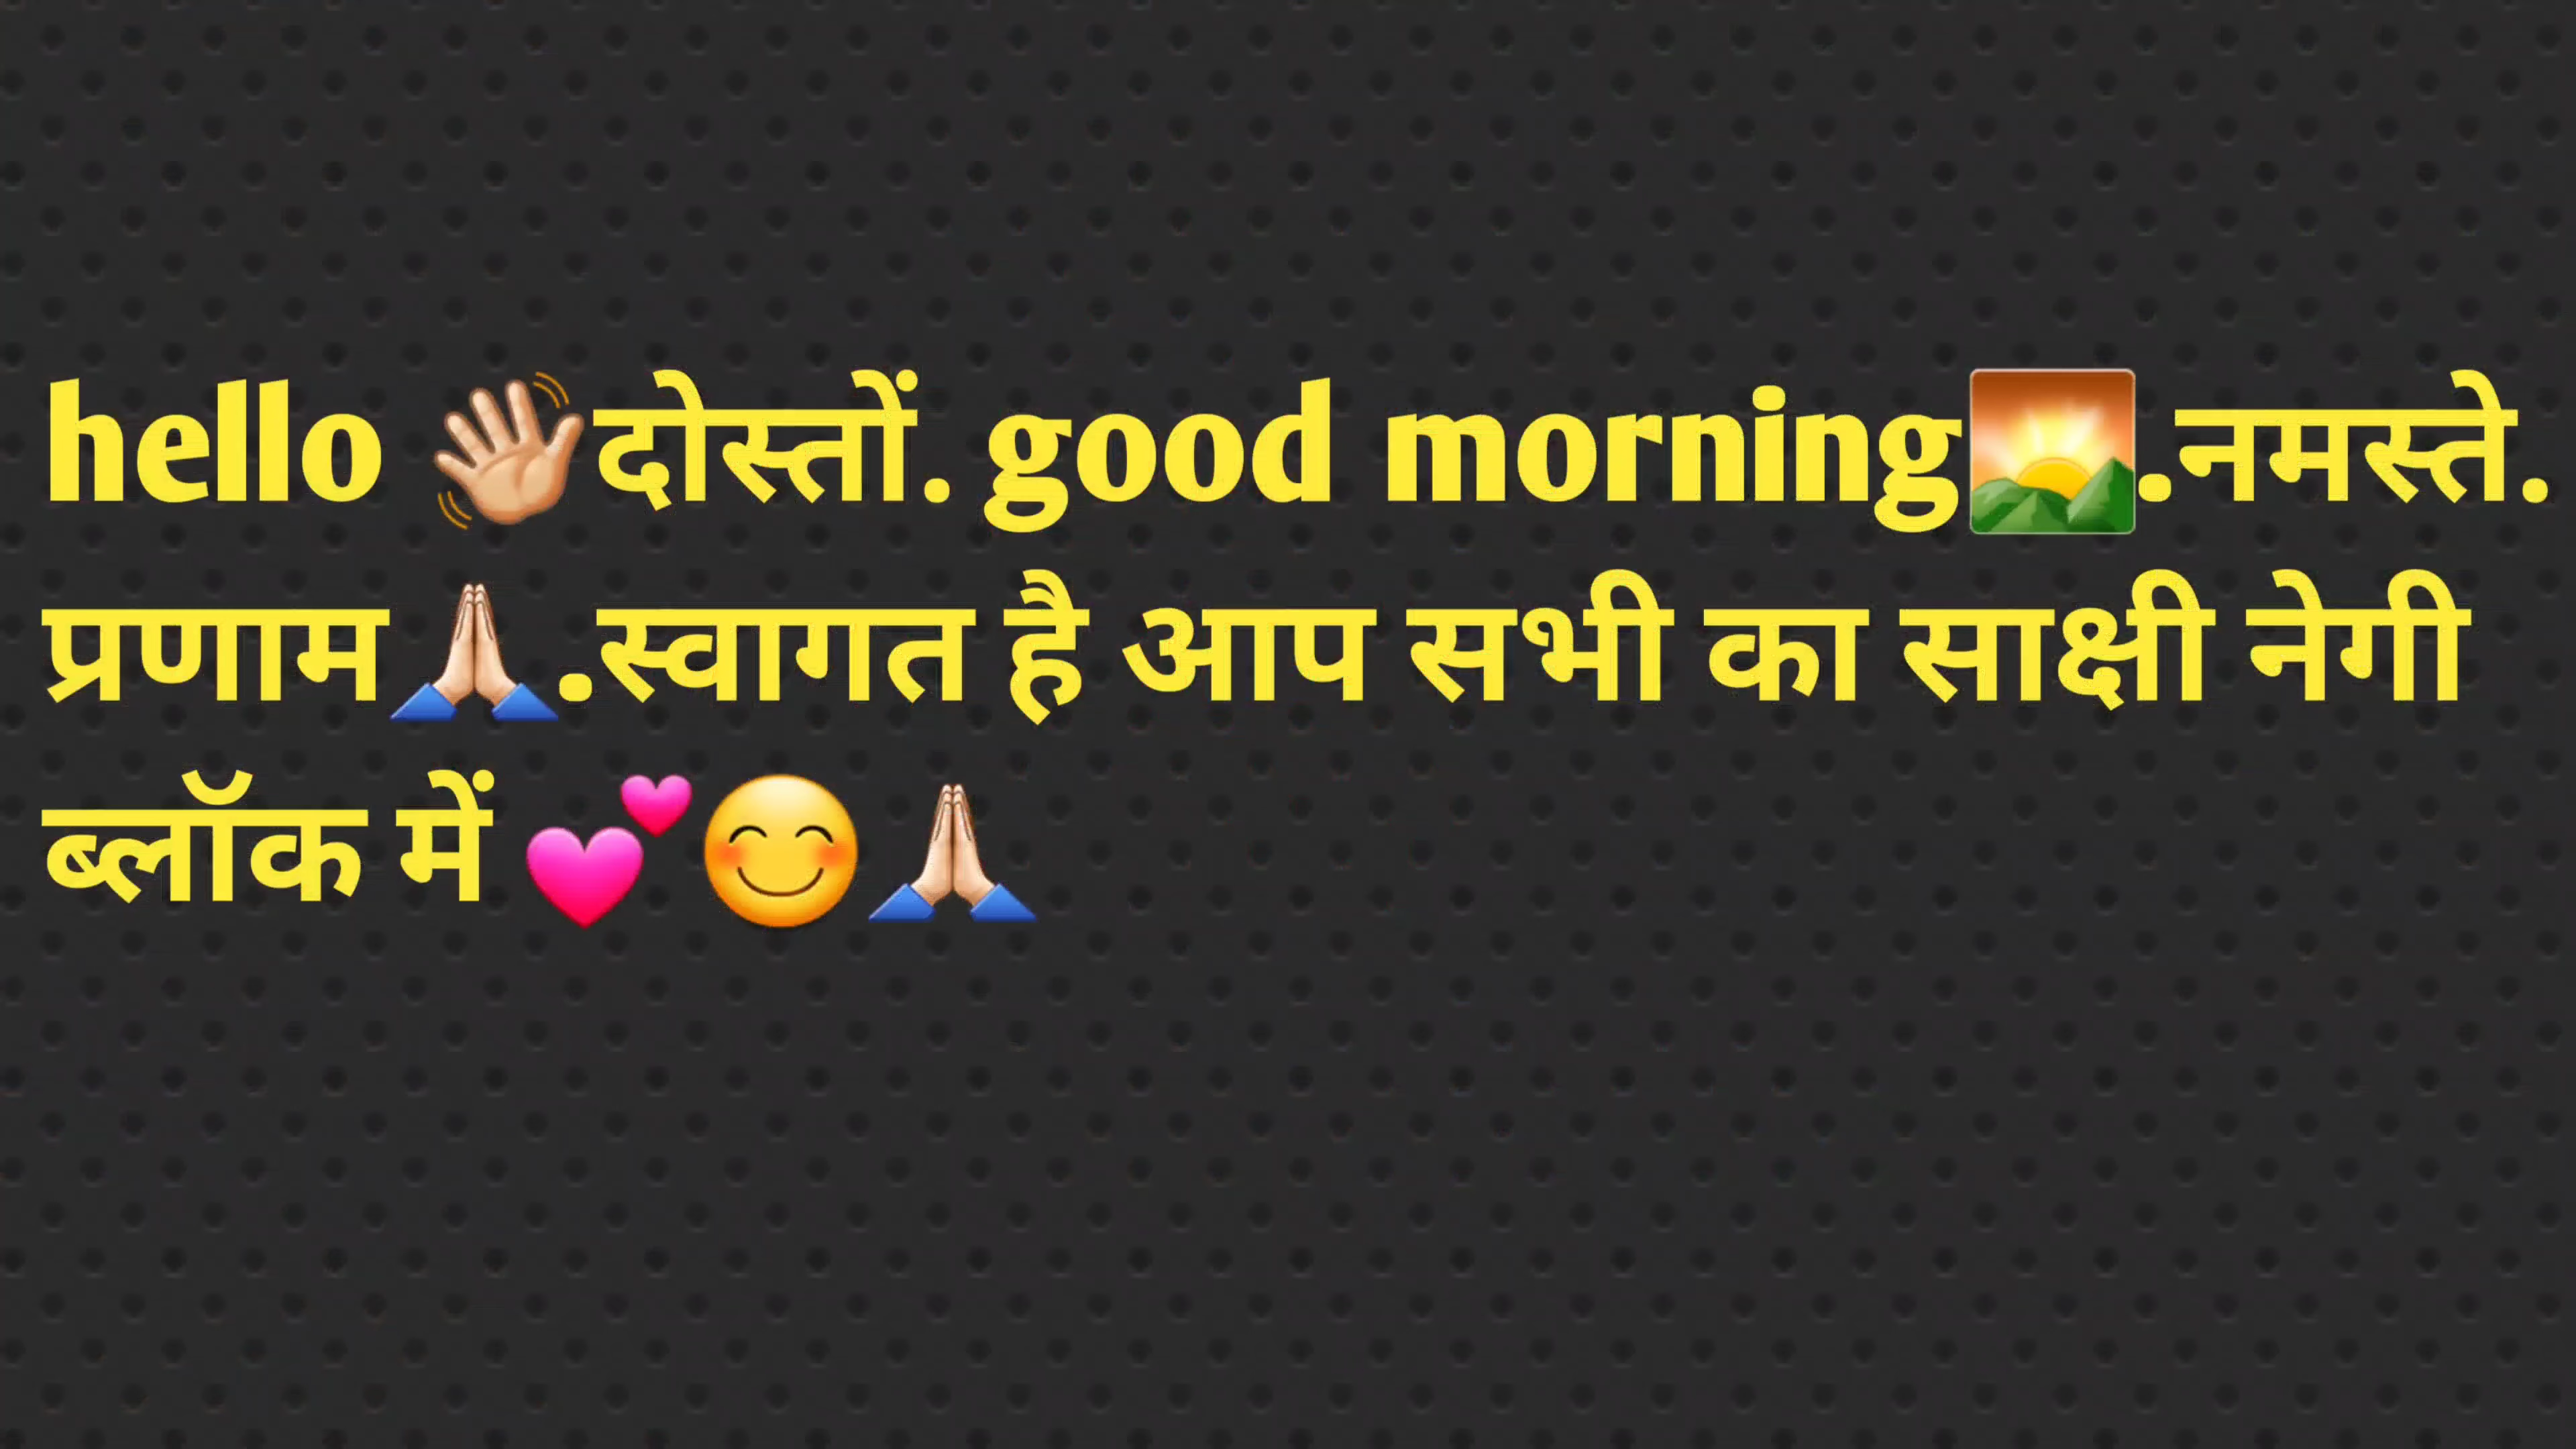 hello 👋🏻दोस्तों. good morning🌄.नमस्ते.
प्रणाम🙏🏻.स्वागत है आप सभी का साक्षी नेगी
ब्लॉक में 💕😊🙏🏻